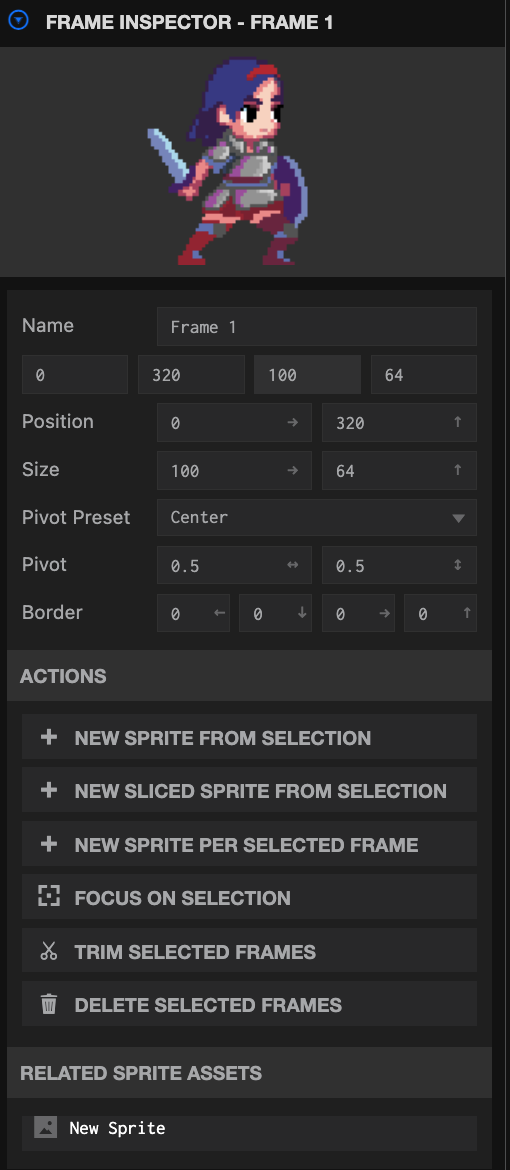 FRAME INSPECTOR - FRAME 1
Name Frame 1
0 320 100 64
Position 0 → 320 ↑
Size 100 → 64 ↑
Pivot Preset Center
Pivot 0.5 ↔ 0.5 ↕
Border 0 ← 0 ↓ 0 → 0 ↑
ACTIONS
NEW SPRITE FROM SELECTION
NEW SLICED SPRITE FROM SELECTION
NEW SPRITE PER SELECTED FRAME
FOCUS ON SELECTION
TRIM SELECTED FRAMES
DELETE SELECTED FRAMES
RELATED SPRITE ASSETS
New Sprite